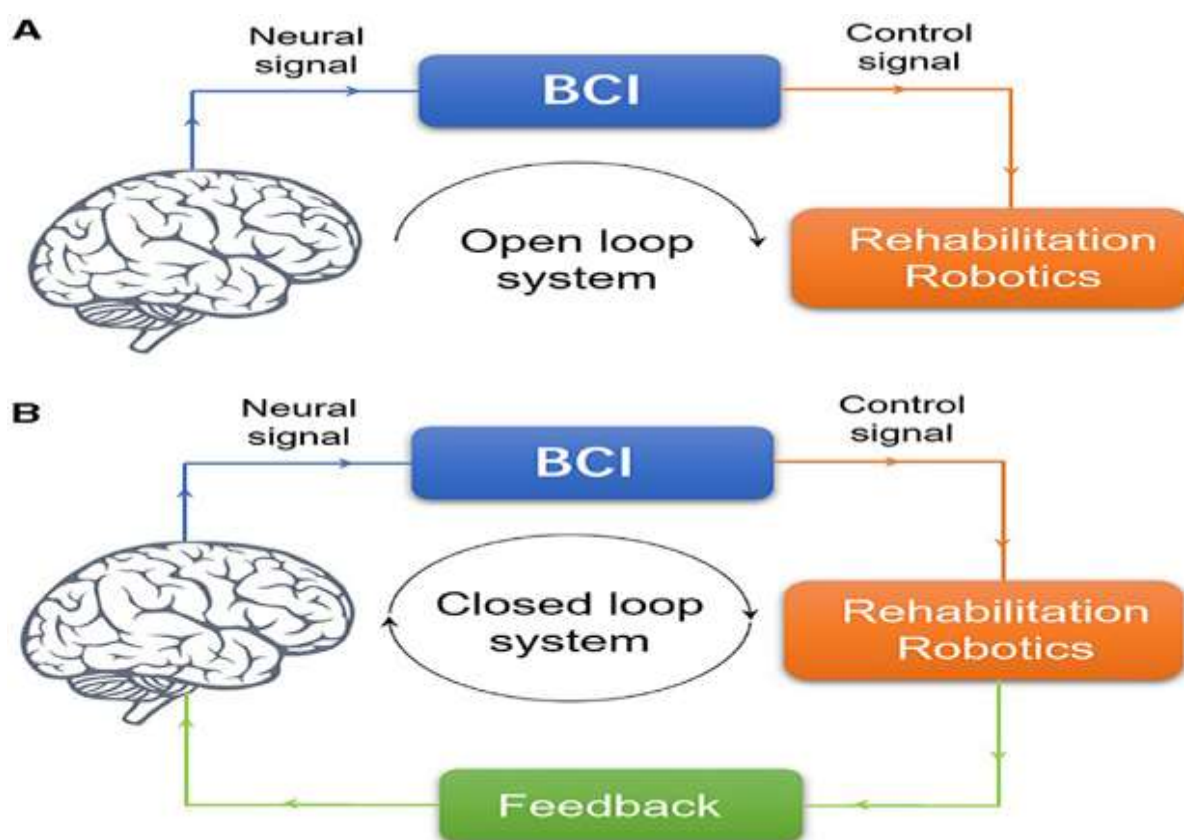 A
Neural
signal
BCI
Control
signal
Open loop
system
Rehabilitation
Robotics
B
Neural
signal
BCI
Control
signal
Closed loop
system
Rehabilitation
Robotics
Feedback